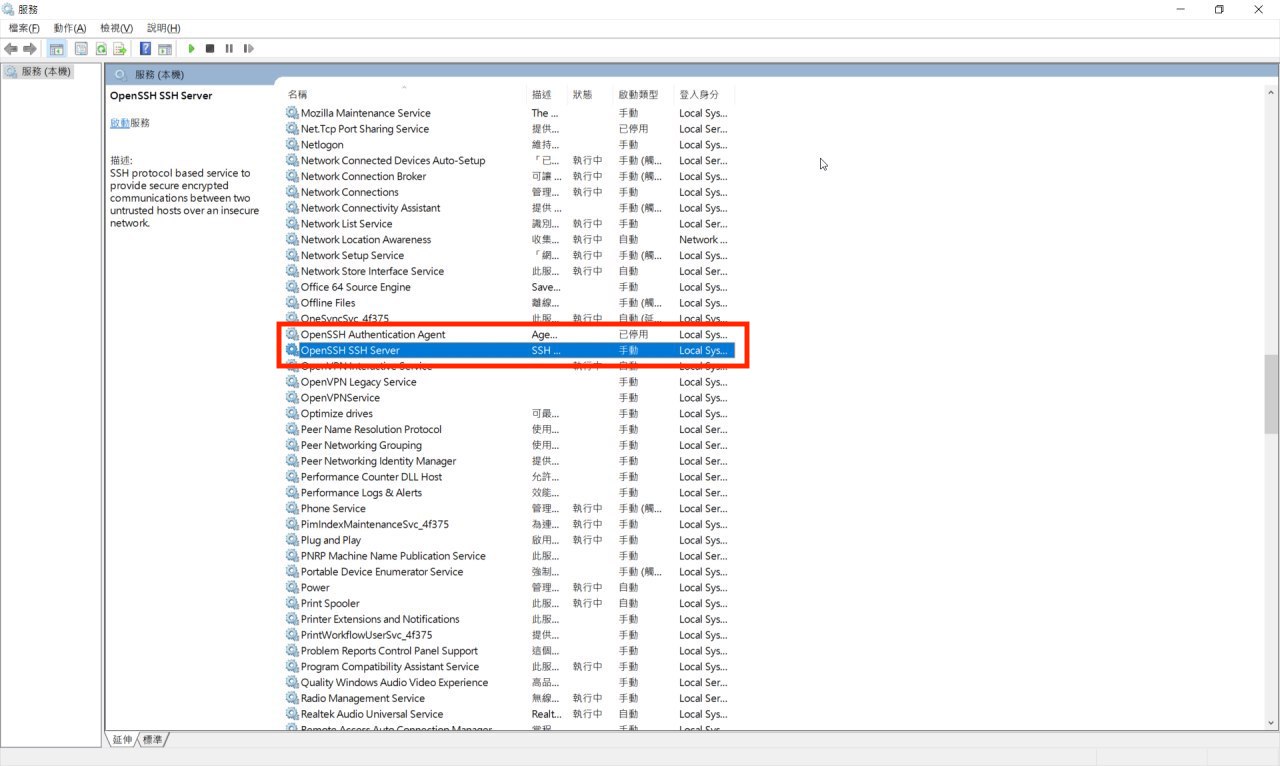 服務
檔案(F) 動作(A) 檢視(V) 說明(H)
服務 (本機)
服務 (本機)
OpenSSH SSH Server
啟動服務
描述:
SSH protocol based service to
provide secure encrypted
communications between two
untrusted hosts over an insecure
network.
名稱 描述 狀態 啟動類型 登入身分
Mozilla Maintenance Service The ... 手動 Local Sys...
Net.Tcp Port Sharing Service 提供... 已停用 Local Ser...
Netlogon 維持... 手動 Local Sys...
Network Connected Devices Auto-Setup 「已... 執行中 手動 (觸... Local Ser...
Network Connection Broker 可讓 ... 執行中 手動 (觸... Local Sys...
Network Connections 管理... 執行中 手動 Local Sys...
Network Connectivity Assistant 提供 ... 手動 (觸... Local Sys...
Network List Service 識別... 執行中 手動 Local Ser...
Network Location Awareness 收集... 執行中 自動 Network ...
Network Setup Service 「網... 執行中 手動 (觸... Local Sys...
Network Store Interface Service 此服... 執行中 自動 Local Ser...
Office 64 Source Engine Save... 手動 Local Sys...
Offline Files 離線... 手動 (觸... Local Sys...
OneSyncSvc_4f375 此服... 執行中 自動 (延... Local Sys...
OpenSSH Authentication Agent Age... 已停用 Local Sys...
OpenSSH SSH Server SSH ... 手動 Local Sys...
OpenVPN Interactive Service 執行中 自動 Local Sys...
OpenVPN Legacy Service 手動 Local Sys...
OpenVPNService 手動 Local Sys...
Optimize drives 可最... 手動 Local Sys...
Peer Name Resolution Protocol 使用... 手動 Local Ser...
Peer Networking Grouping 使用... 手動 Local Ser...
Peer Networking Identity Manager 提供... 手動 Local Ser...
Performance Counter DLL Host 允許... 手動 Local Ser...
Performance Logs & Alerts 效能... 手動 Local Ser...
Phone Service 管理... 執行中 手動 (觸... Local Ser...
PimIndexMaintenanceSvc_4f375 為連... 執行中 手動 Local Sys...
Plug and Play 啟用... 執行中 手動 Local Sys...
PNRP Machine Name Publication Service 此服... 手動 Local Ser...
Portable Device Enumerator Service 強制... 手動 (觸... Local Sys...
Power 管理... 執行中 自動 Local Sys...
Print Spooler 此服... 執行中 自動 Local Sys...
Printer Extensions and Notifications 此服... 手動 Local Sys...
PrintWorkflowUserSvc_4f375 提供... 手動 Local Sys...
Problem Reports Control Panel Support 這個... 手動 Local Sys...
Program Compatibility Assistant Service 此服... 執行中 手動 Local Sys...
Quality Windows Audio Video Experience 高品... 手動 Local Ser...
Radio Management Service 無線... 執行中 手動 Local Ser...
Realtek Audio Universal Service Realt... 執行中 自動 Local Sys...
Remote Access Auto Connection Manager 當程... 手動 Local Sys...
延伸 標準